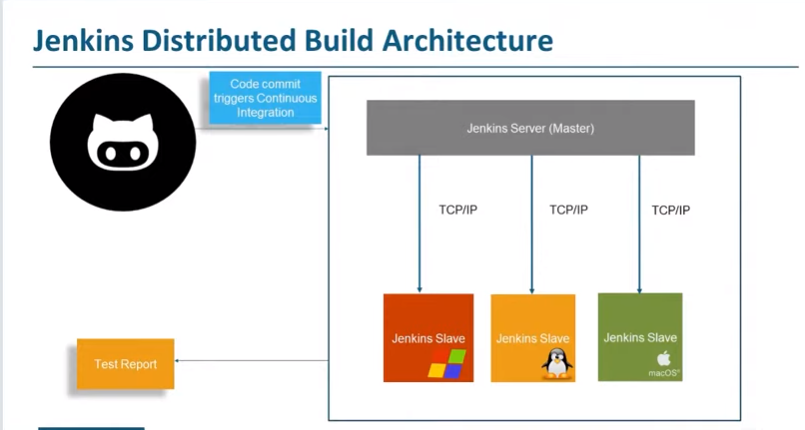 Jenkins Distributed Build Architecture
Code commit
triggers Continuous
Integration
Jenkins Server (Master)
TCP/IP
TCP/IP
TCP/IP
Jenkins Slave
Jenkins Slave
Jenkins Slave
macOS
Test Report